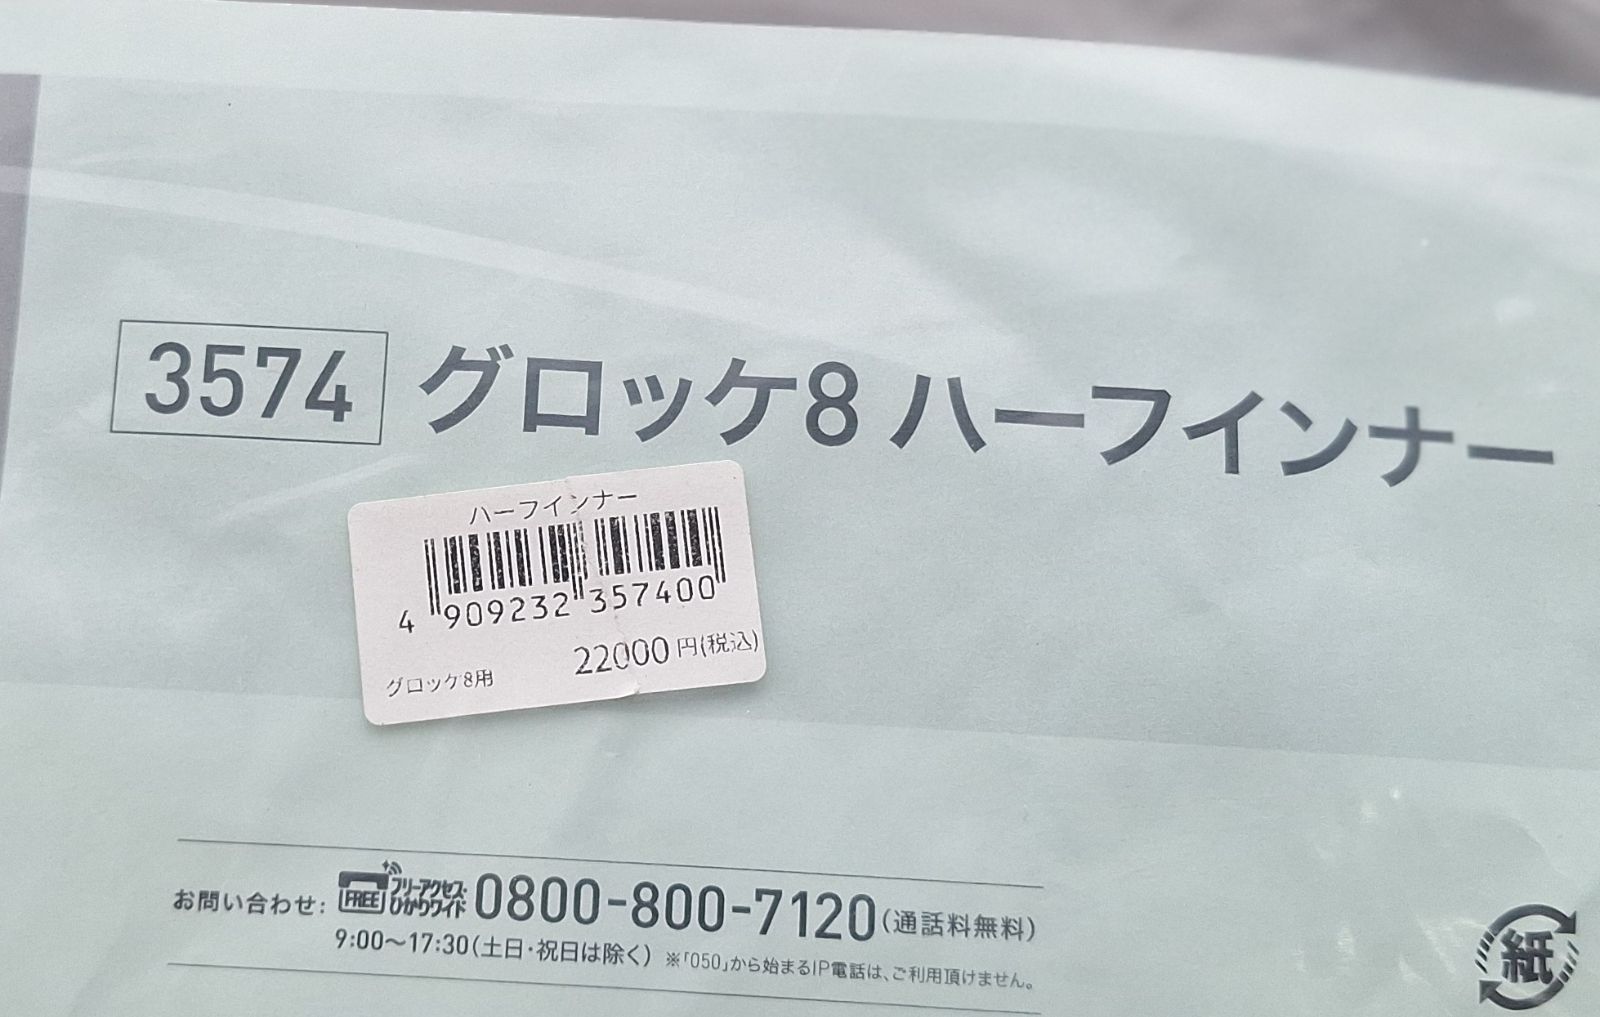 3574 グロッケ8 ハーフインナー
ハーフインナー
4 909232 357400
22000円(税込)
グロッケ8用
お問い合わせ: FREE フリーアクセス・ひかりワイド 0800-800-7120(通話料無料)
9:00〜17:30(土日・祝日は除く) ※「050」から始まるIP電話は、ご利用頂けません。
紙